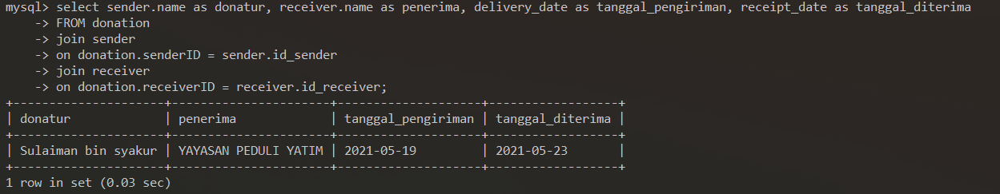 mysql> select sender.name as donatur, receiver.name as penerima, delivery_date as tanggal_pengiriman, receipt_date as tanggal_diterima
    -> FROM donation
    -> join sender
    -> on donation.senderID = sender.id_sender
    -> join receiver
    -> on donation.receiverID = receiver.id_receiver;
+---------------------+----------------------+--------------------+------------------+
| donatur             | penerima             | tanggal_pengiriman | tanggal_diterima |
+---------------------+----------------------+--------------------+------------------+
| Sulaiman bin syakur | YAYASAN PEDULI YATIM | 2021-05-19         | 2021-05-23       |
+---------------------+----------------------+--------------------+------------------+
1 row in set (0.03 sec)